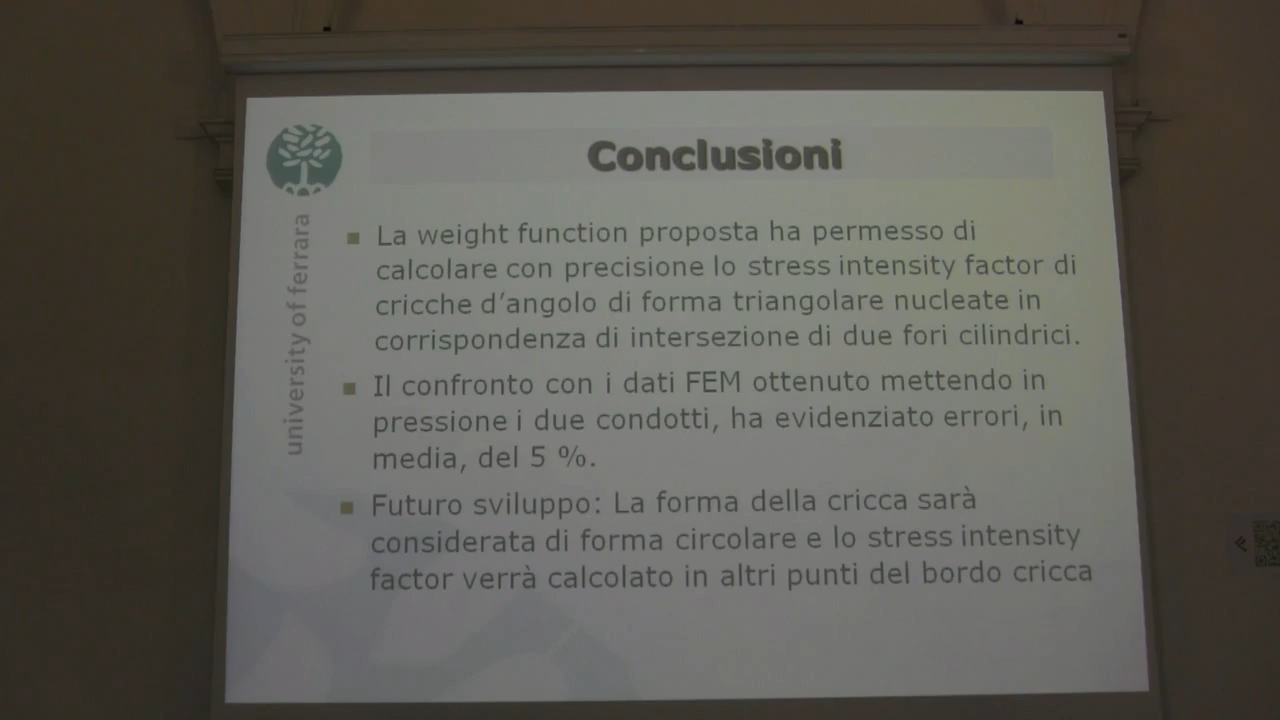 Conclusioni
university of ferrara
La weight function proposta ha permesso di
calcolare con precisione lo stress intensity factor di
cricche d'angolo di forma triangolare nucleate in
corrispondenza di intersezione di due fori cilindrici.
Il confronto con i dati FEM ottenuto mettendo in
pressione i due condotti, ha evidenziato errori, in
media, del 5 %.
Futuro sviluppo: La forma della cricca sarà
considerata di forma circolare e lo stress intensity
factor verrà calcolato in altri punti del bordo cricca